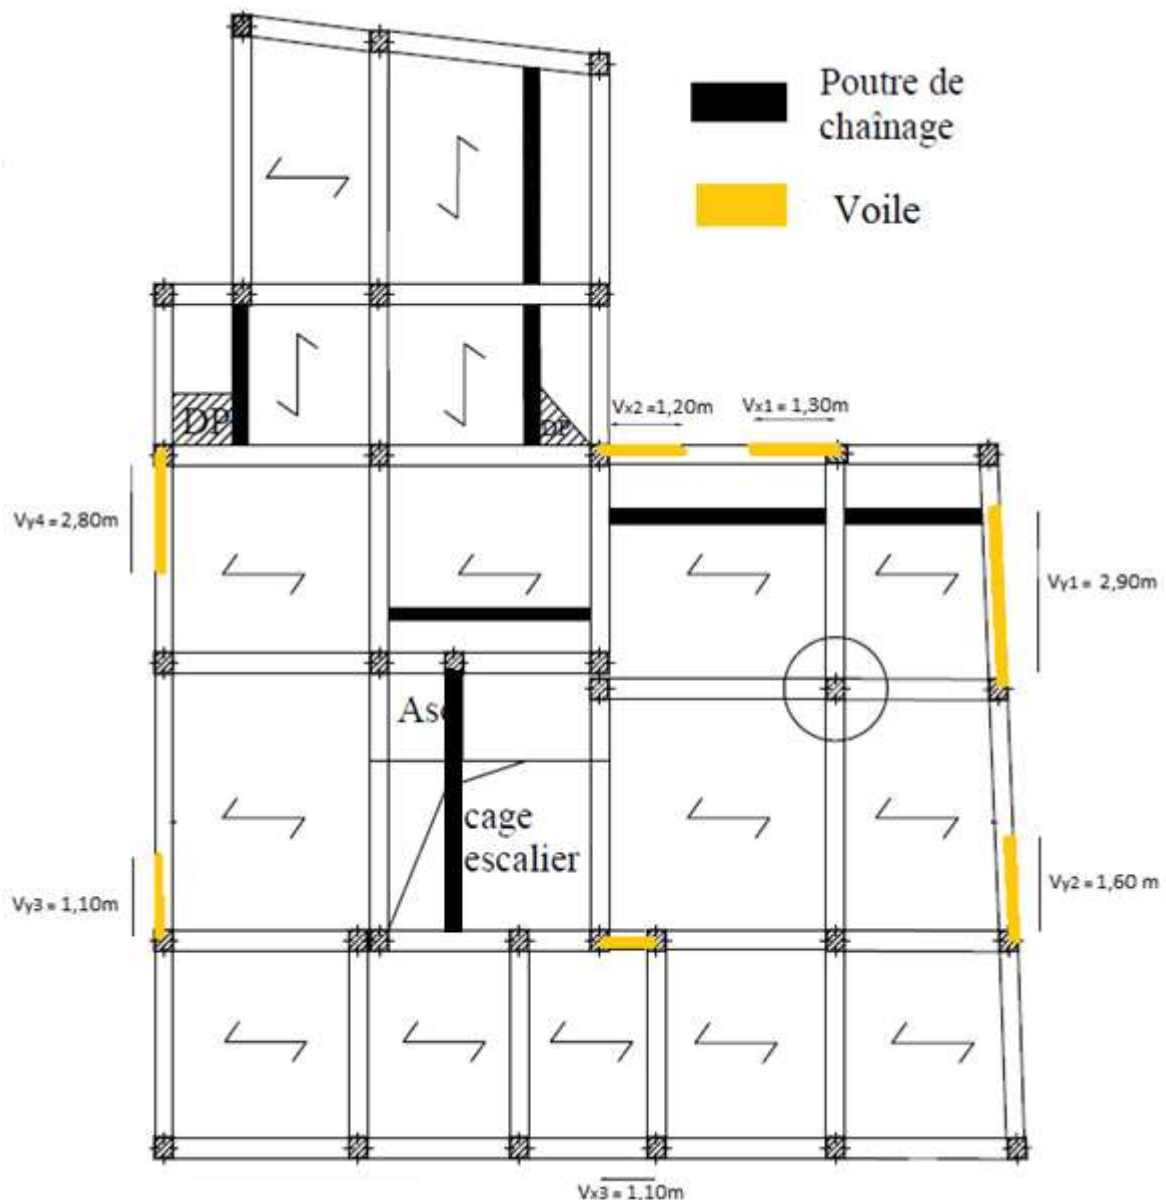 Poutre de
chaînage
Voile
DP
DP
Vx2 =1,20m
Vx1 = 1,30m
Vy4 = 2,80m
Vy1 = 2,90m
Asc
cage
escalier
Vy3 = 1,10m
Vy2 = 1,60 m
Vx3 = 1,10m